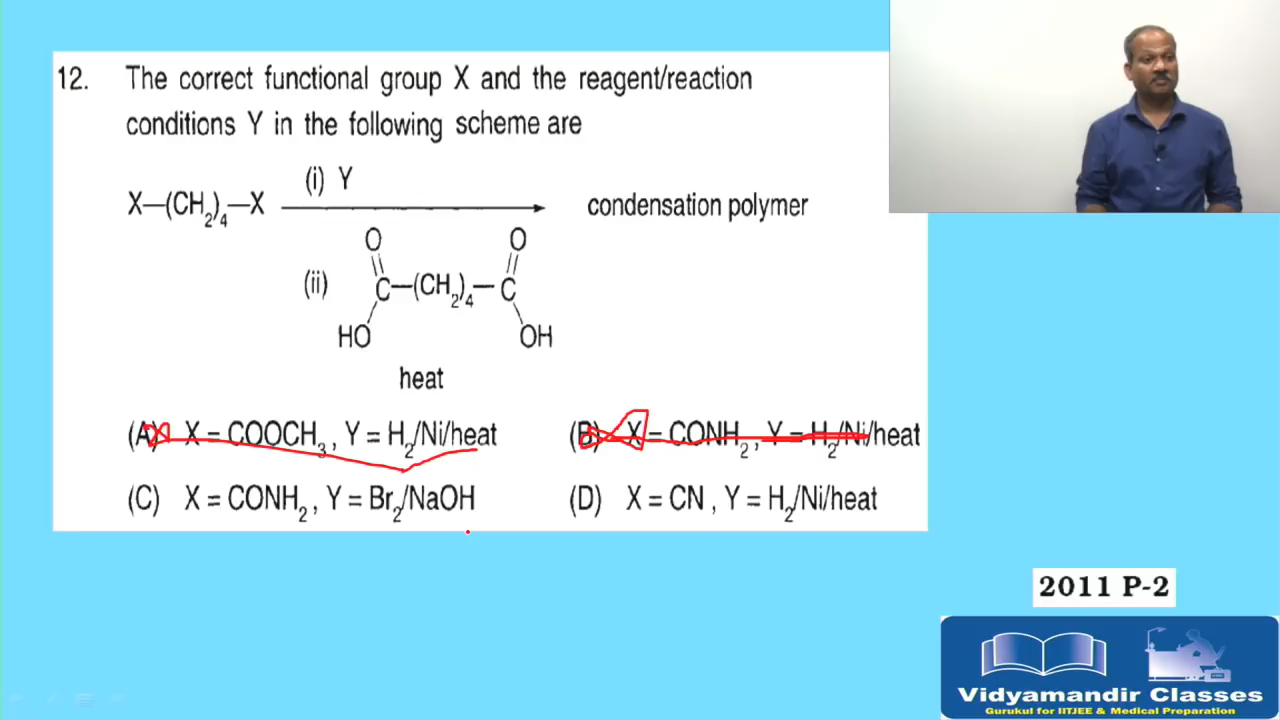 12. The correct functional group X and the reagent/reaction
conditions Y in the following scheme are
X—(CH₂)₄—X (i) Y condensation polymer
(ii) O O
C—(CH₂)₄—C
HO OH
heat
(A) X = COOCH₃, Y = H₂/Ni/heat (B) X = CONH₂, Y = H₂/Ni/heat
(C) X = CONH₂, Y = Br₂/NaOH (D) X = CN, Y = H₂/Ni/heat
2011 P-2
Vidyamandir Classes
Gurukul for IITJEE & Medical Preparation